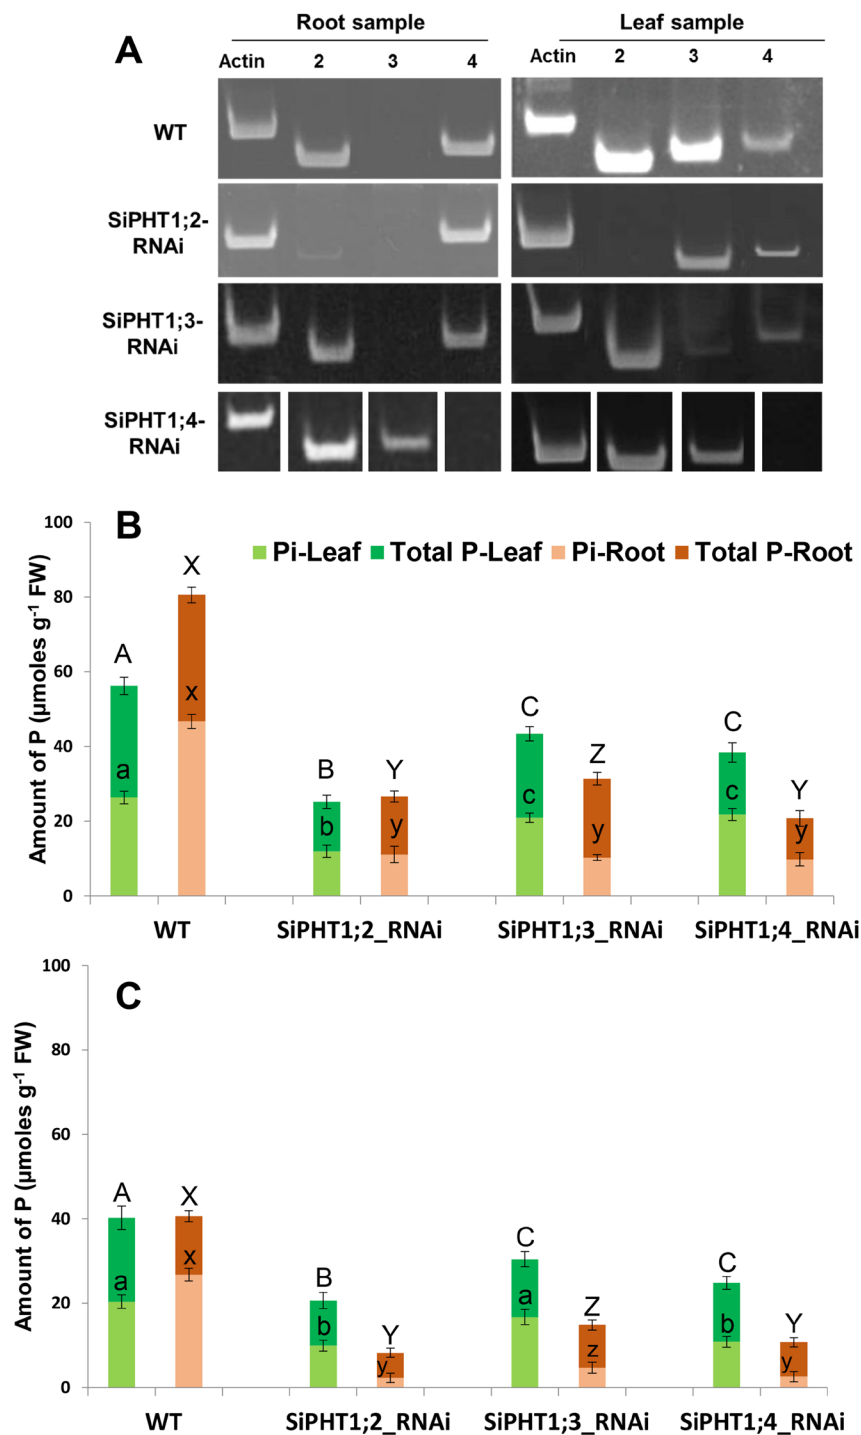 A
Root sample
Leaf sample
Actin 2 3 4
Actin 2 3 4
WT
SiPHT1;2-
RNAi
SiPHT1;3-
RNAi
SiPHT1;4-
RNAi
B
Pi-Leaf Total P-Leaf Pi-Root Total P-Root
Amount of P (µmoles g-1 FW)
100
80
60
40
20
0
A
a
X
x
B
b
Y
y
C
c
Z
y
C
c
Y
y
WT SiPHT1;2_RNAi SiPHT1;3_RNAi SiPHT1;4_RNAi
C
Amount of P (µmoles g-1 FW)
100
80
60
40
20
0
A
a
X
x
B
b
Y
y
C
a
Z
z
C
b
Y
y
WT SiPHT1;2_RNAi SiPHT1;3_RNAi SiPHT1;4_RNAi